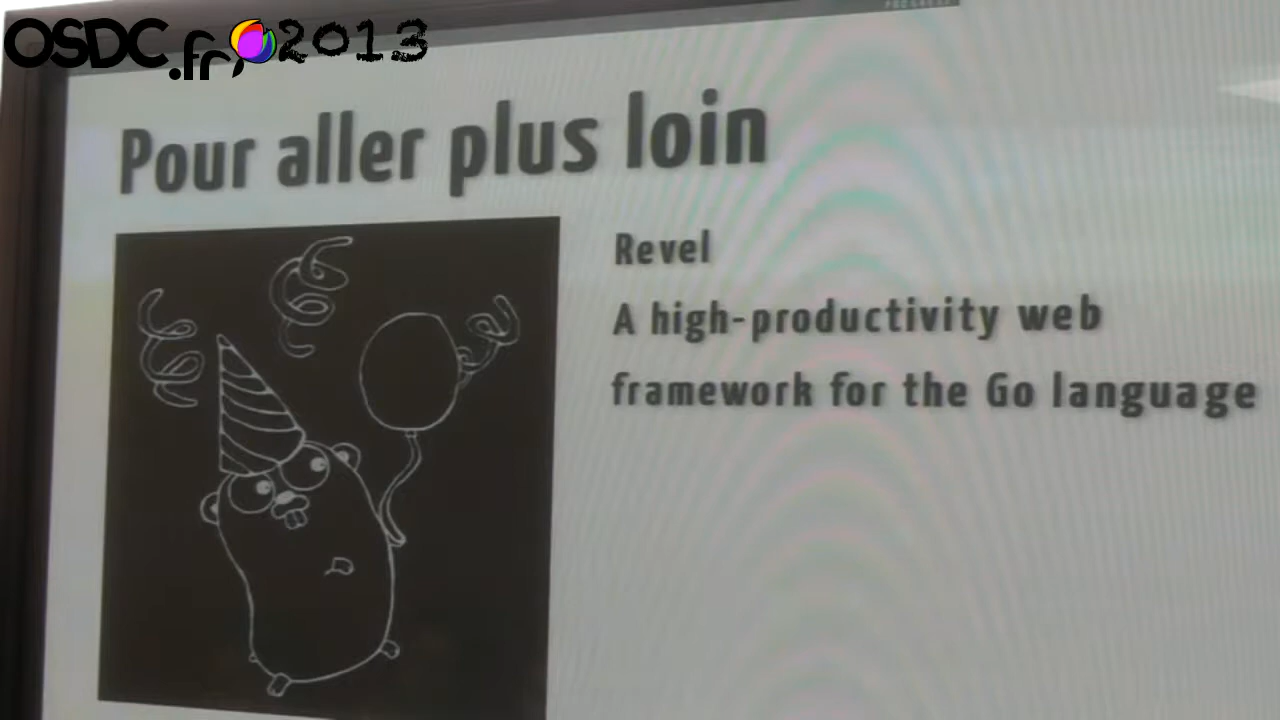 OSDC.fr 2013
Pour aller plus loin
Revel
A high-productivity web
framework for the Go language